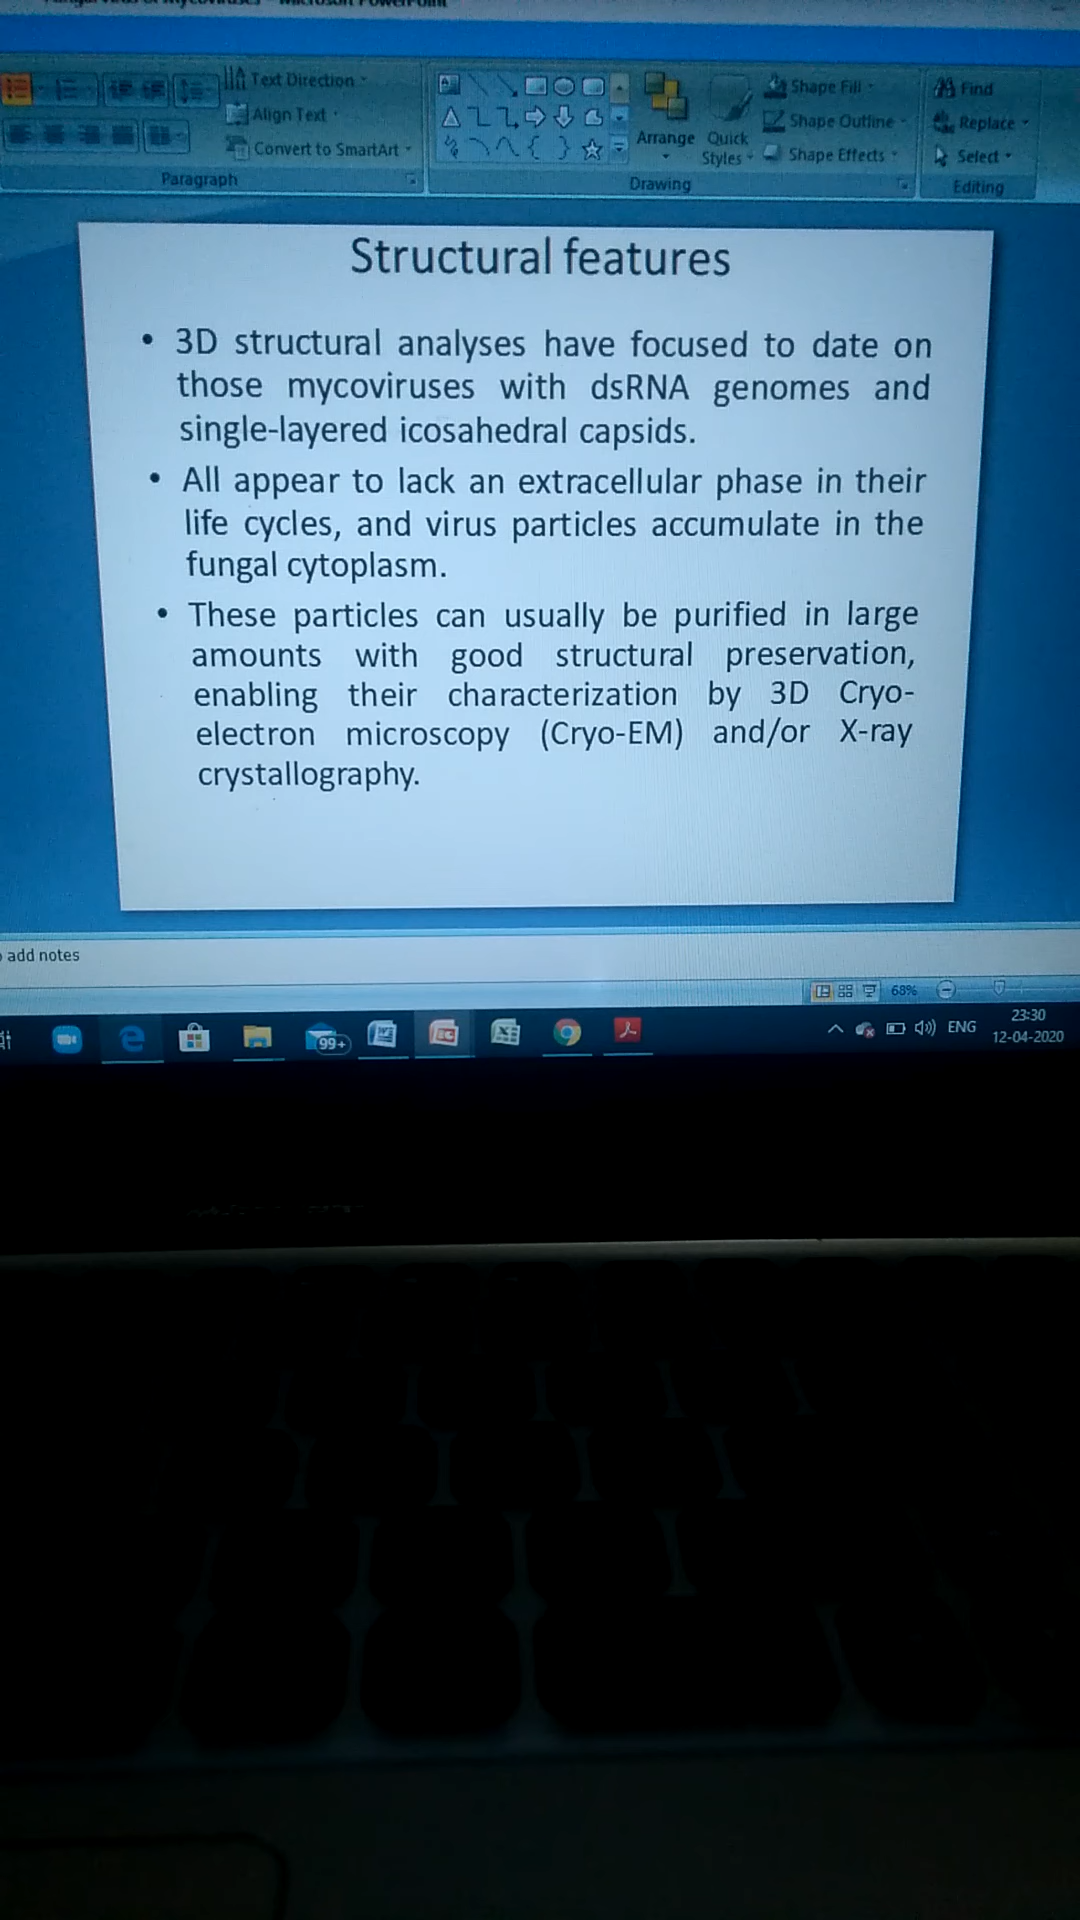 Text Direction
Align Text
Convert to SmartArt
Paragraph
Arrange
Quick
Styles
Drawing
Shape Fill
Shape Outline
Shape Effects
Find
Replace
Select
Editing
Structural features
• 3D structural analyses have focused to date on
those mycoviruses with dsRNA genomes and
single-layered icosahedral capsids.
• All appear to lack an extracellular phase in their
life cycles, and virus particles accumulate in the
fungal cytoplasm.
• These particles can usually be purified in large
amounts with good structural preservation,
enabling their characterization by 3D Cryo-
electron microscopy (Cryo-EM) and/or X-ray
crystallography.
add notes
68%
99+
ENG
23:30
12-04-2020